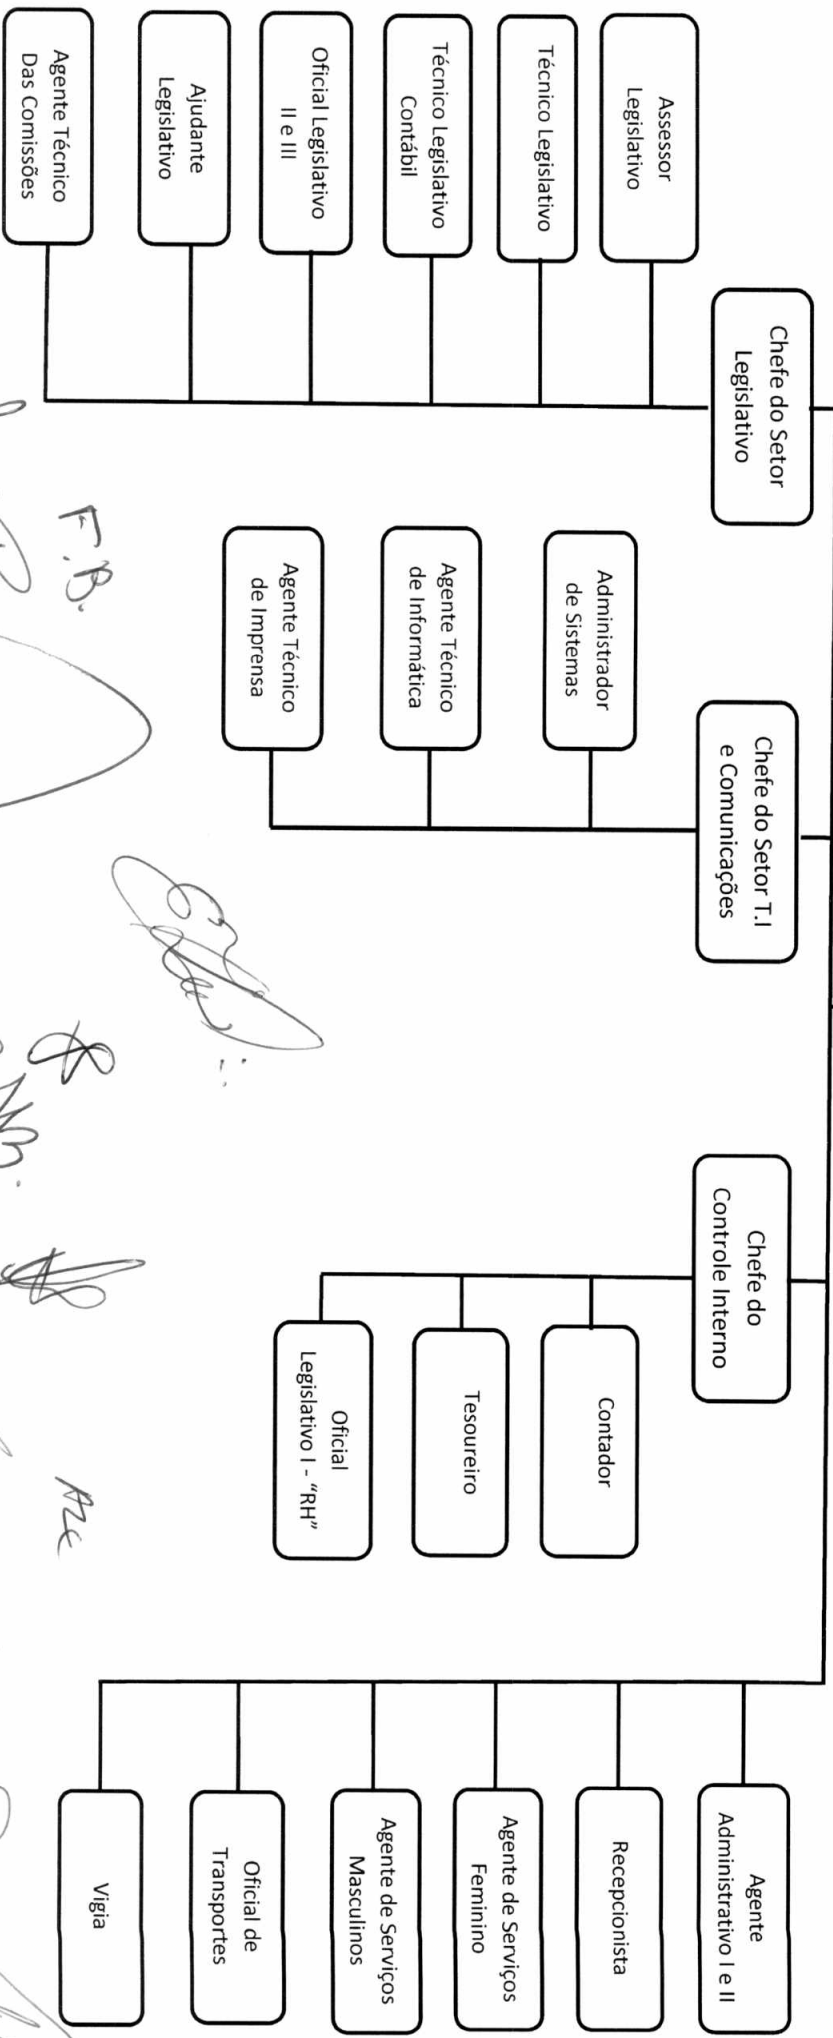 Chefe do Setor
Legislativo
Assessor
Legislativo
Técnico Legislativo
Técnico Legislativo
Contábil
Oficial Legislativo
II e III
Ajudante
Legislativo
Agente Técnico
Das Comissões
Chefe do Setor T.I
e Comunicações
Administrador
de Sistemas
Agente Técnico
de Informática
Agente Técnico
de Imprensa
Chefe do
Controle Interno
Contador
Tesoureiro
Oficial
Legislativo I - “RH”
Agente
Administrativo I e II
Recepcionista
Agente de Serviços
Feminino
Agente de Serviços
Masculinos
Oficial de
Transportes
Vigia
F.B.